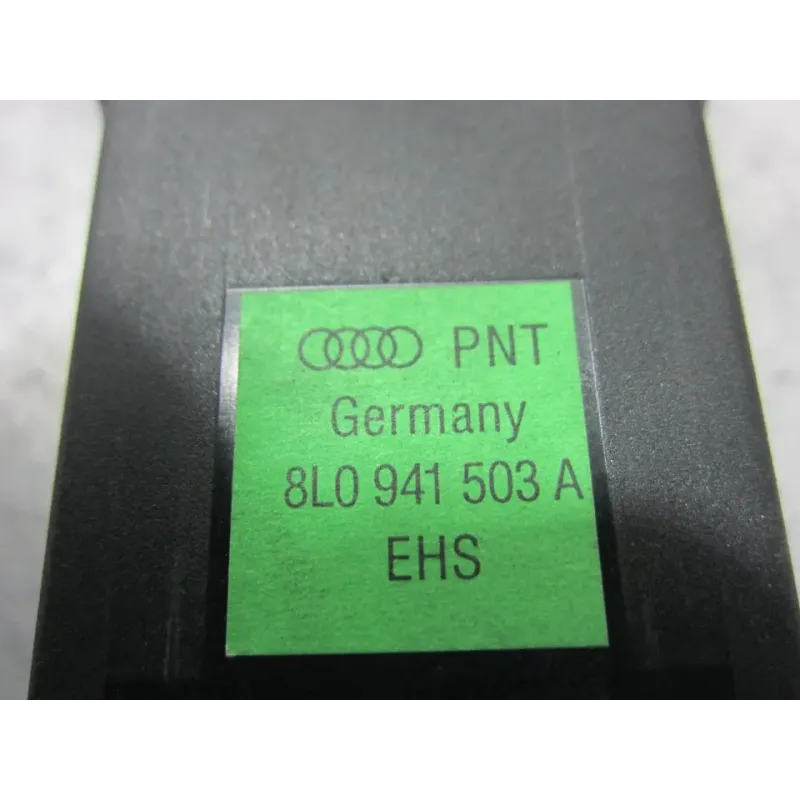 PNT
Germany
8L0 941 503 A
EHS